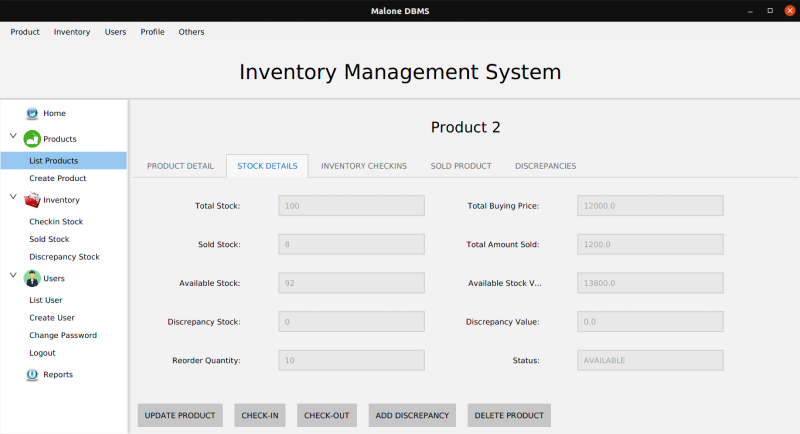 Malone DBMS
Product Inventory Users Profile Others
Inventory Management System
Home
Products
List Products
Create Product
Inventory
Checkin Stock
Sold Stock
Discrepancy Stock
Users
List User
Create User
Change Password
Logout
Reports
Product 2
PRODUCT DETAIL STOCK DETAILS INVENTORY CHECKINS SOLD PRODUCT DISCREPANCIES
Total Stock: 100 Total Buying Price: 12000.0
Sold Stock: 8 Total Amount Sold: 1200.0
Available Stock: 92 Available Stock V... 13800.0
Discrepancy Stock: 0 Discrepancy Value: 0.0
Reorder Quantity: 10 Status: AVAILABLE
UPDATE PRODUCT CHECK-IN CHECK-OUT ADD DISCREPANCY DELETE PRODUCT